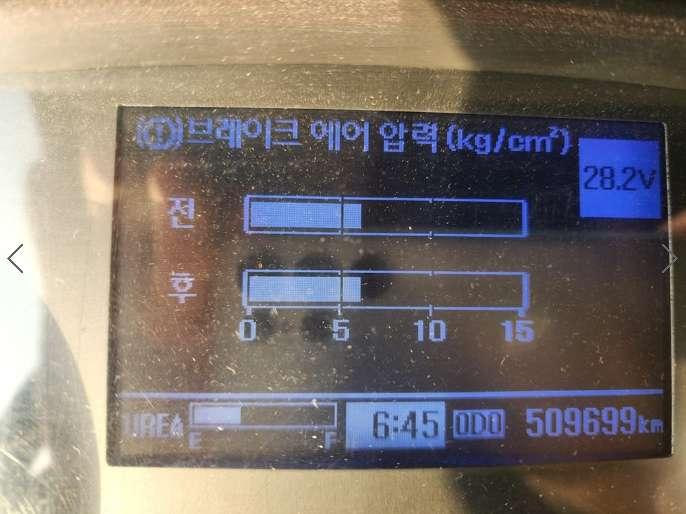 브레이크 에어 압력 (kg/cm²)
28.2V
전
후
0 5 10 15
UREA E F 6:45 ODO 509699km